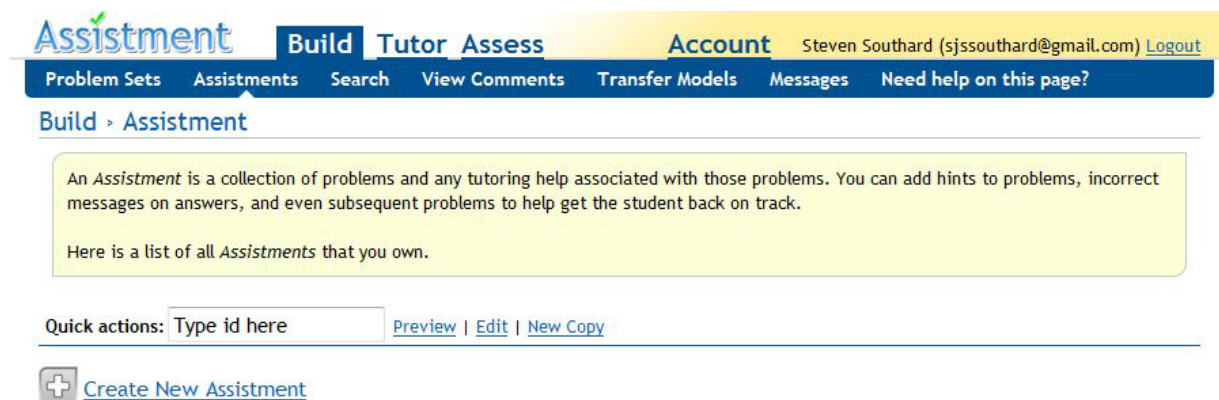 Assistment Build Tutor Assess Account Steven Southard (sjssouthard@gmail.com) Logout
Problem Sets Assistments Search View Comments Transfer Models Messages Need help on this page?
Build › Assistment
An Assistment is a collection of problems and any tutoring help associated with those problems. You can add hints to problems, incorrect
messages on answers, and even subsequent problems to help get the student back on track.
Here is a list of all Assistments that you own.
Quick actions: Type id here Preview | Edit | New Copy
Create New Assistment